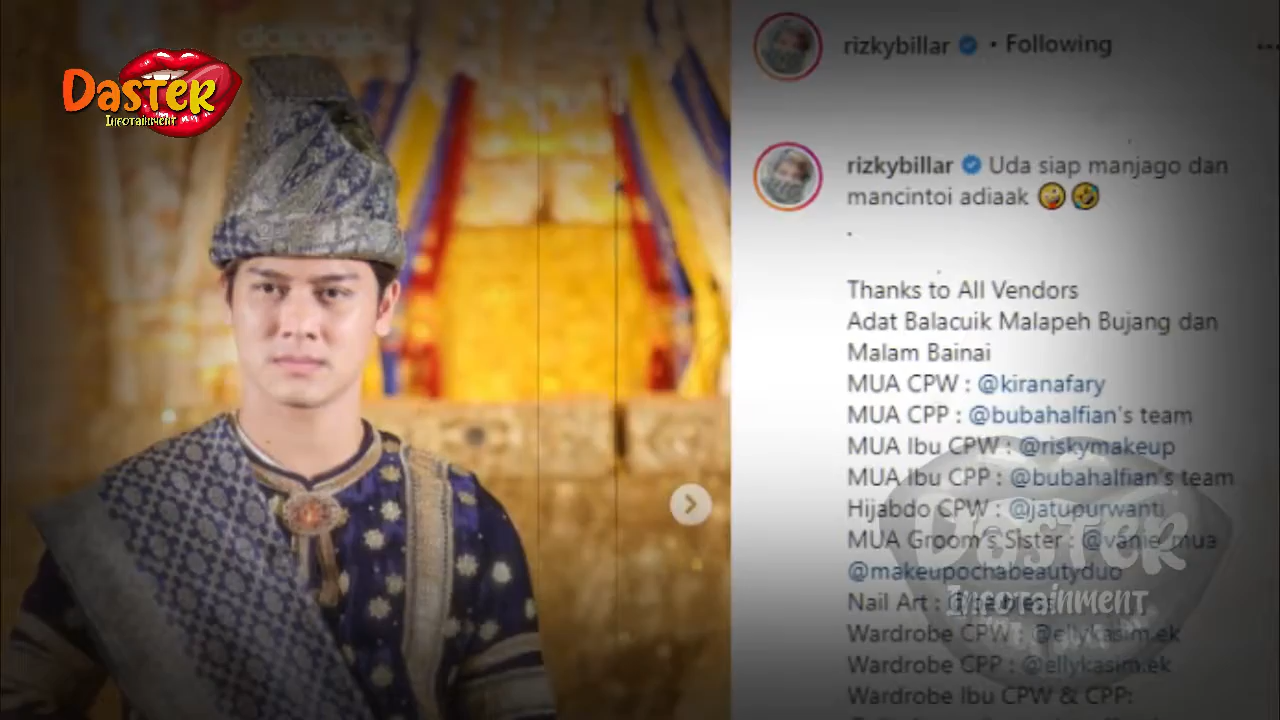 DASTER
INFOTAINMENT
rizkybillar • Following
rizkybillar Uda siap manjago dan
mancintoi adiaak 🤪🤣
.
Thanks to All Vendors
Adat Balacuik Malapeh Bujang dan
Malam Bainai
MUA CPW : @kiranafary
MUA CPP : @bubahalfian's team
MUA Ibu CPW : @riskymakeup
MUA Ibu CPP : @bubahalfian's team
Hijabdo CPW : @jatupurwanti
MUA Groom's Sister : @vanie_mua
@makeupochabeautyduo
Nail Art :
Wardrobe CPW : @ellykasim.ek
Wardrobe CPP : @ellykasim.ek
Wardrobe Ibu CPW & CPP:
DASTER
INFOTAINMENT